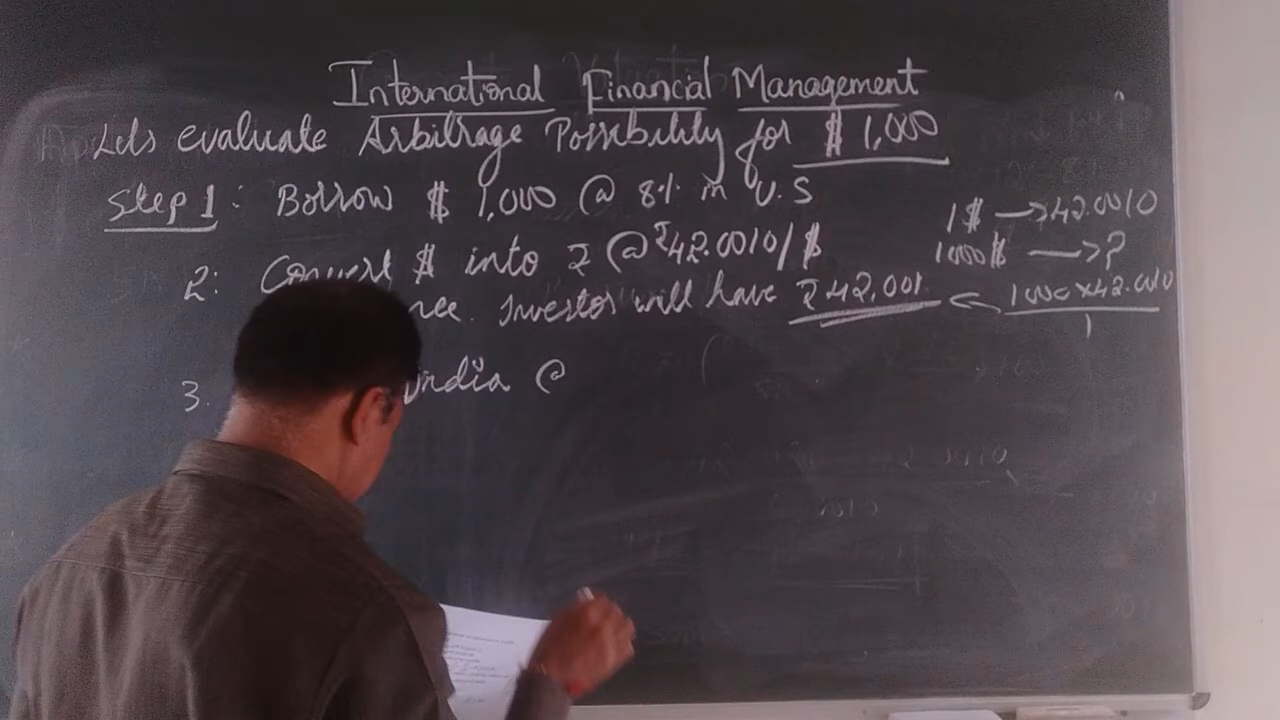 International Financial Management
Lets evaluate Arbitrage Possibility for $ 1,000
Step 1: Borrow $ 1,000 @ 8% in U.S
2: Convert $ into ₹ @ ₹42.0010/$
Investor will have ₹42,001
3. India @
1$ → 42.0010
1000$ → ?
1000×42.0010
1